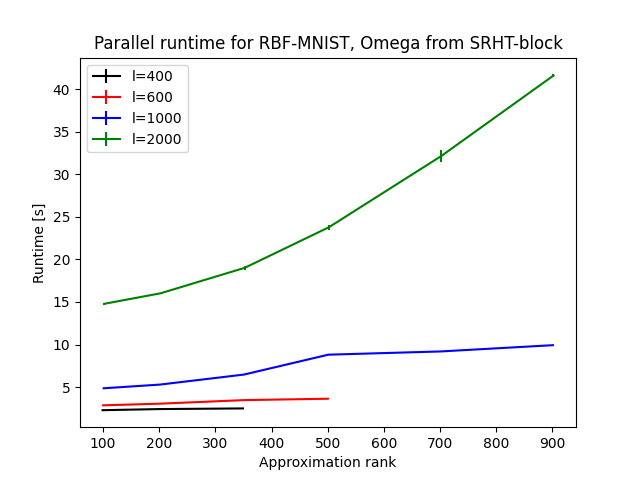 Parallel runtime for RBF-MNIST, Omega from SRHT-block
l=400
l=600
l=1000
l=2000
Runtime [s]
40
35
30
25
20
15
10
5
100 200 300 400 500 600 700 800 900
Approximation rank